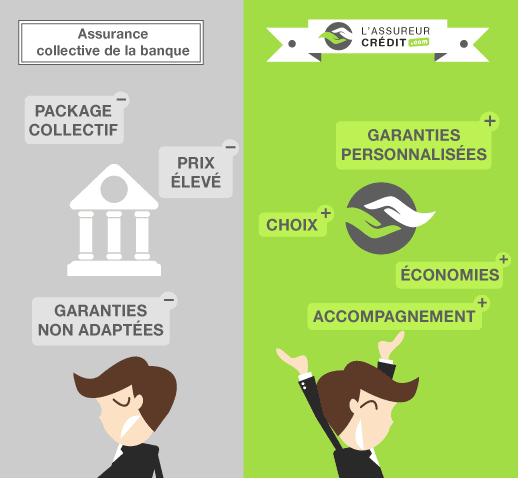 Assurance
collective de la banque
PACKAGE
COLLECTIF
PRIX
ÉLEVÉ
GARANTIES
NON ADAPTÉES
L'ASSUREUR
CRÉDIT.com
GARANTIES
PERSONNALISÉES
CHOIX
ÉCONOMIES
ACCOMPAGNEMENT